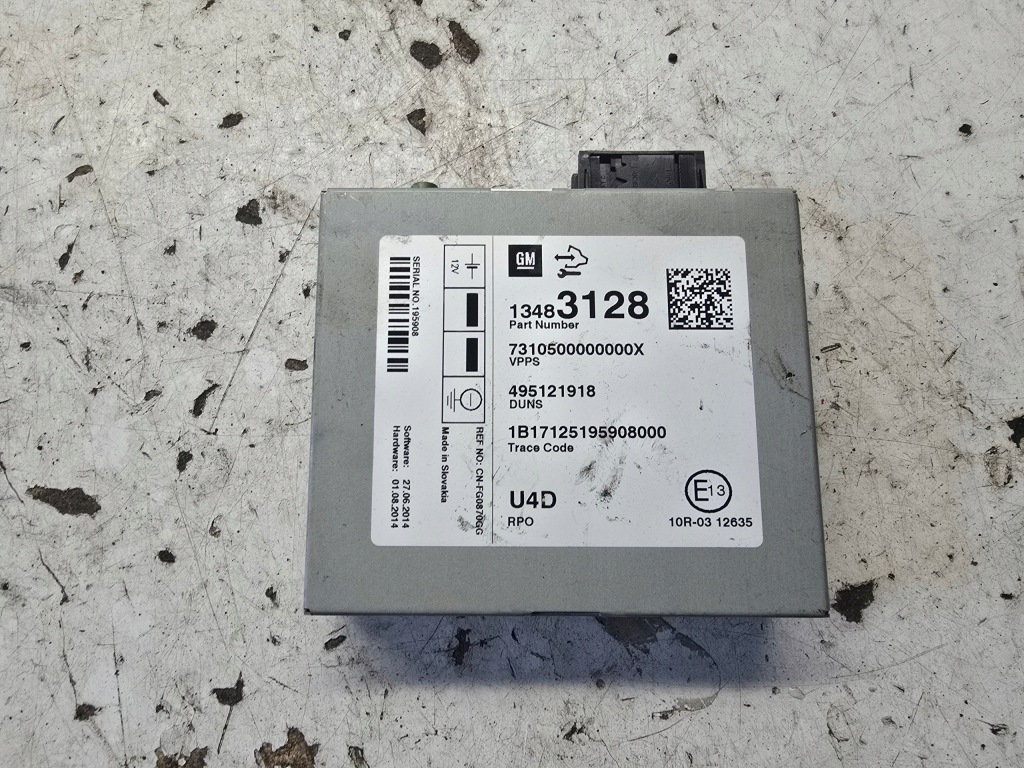 GM
13483128
Part Number
7310500000000X
VPPS
495121918
DUNS
1B17125195908000
Trace Code
U4D
RPO
E13
10R-03 12635
12V
SERIAL NO.195908
REF NO: CN-FG0870GG
Made in Slovakia
Software: 27.06.2014
Hardware: 01.08.2014